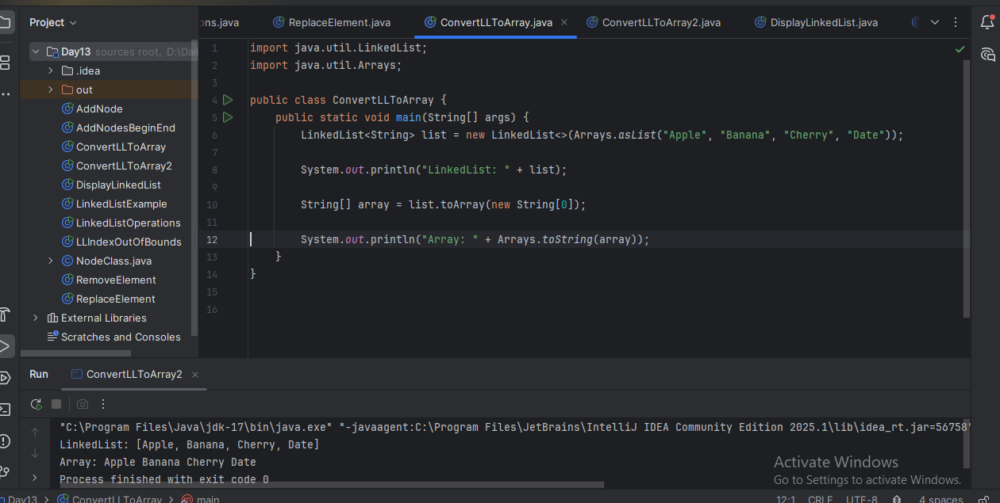 Project
ons.java
ReplaceElement.java
ConvertLLToArray.java
ConvertLLToArray2.java
DisplayLinkedList.java
Day13 sources root, D:\Dai
.idea
out
AddNode
AddNodesBeginEnd
ConvertLLToArray
ConvertLLToArray2
DisplayLinkedList
LinkedListExample
LinkedListOperations
LLIndexOutOfBounds
NodeClass.java
RemoveElement
ReplaceElement
External Libraries
Scratches and Consoles
1 import java.util.LinkedList;
2 import java.util.Arrays;
3
4 public class ConvertLLToArray {
5 public static void main(String[] args) {
6 LinkedList<String> list = new LinkedList<>(Arrays.asList("Apple", "Banana", "Cherry", "Date"));
7
8 System.out.println("LinkedList: " + list);
9
10 String[] array = list.toArray(new String[0]);
11
12 System.out.println("Array: " + Arrays.toString(array));
13 }
14 }
15
16
Run ConvertLLToArray2
"C:\Program Files\Java\jdk-17\bin\java.exe" "-javaagent:C:\Program Files\JetBrains\IntelliJ IDEA Community Edition 2025.1\lib\idea_rt.jar=56758"
LinkedList: [Apple, Banana, Cherry, Date]
Array: Apple Banana Cherry Date
Process finished with exit code 0
Activate Windows
Go to Settings to activate Windows.
Day13 > ConvertLLToArray > main
12:1 CRLF UTF-8 4 spaces